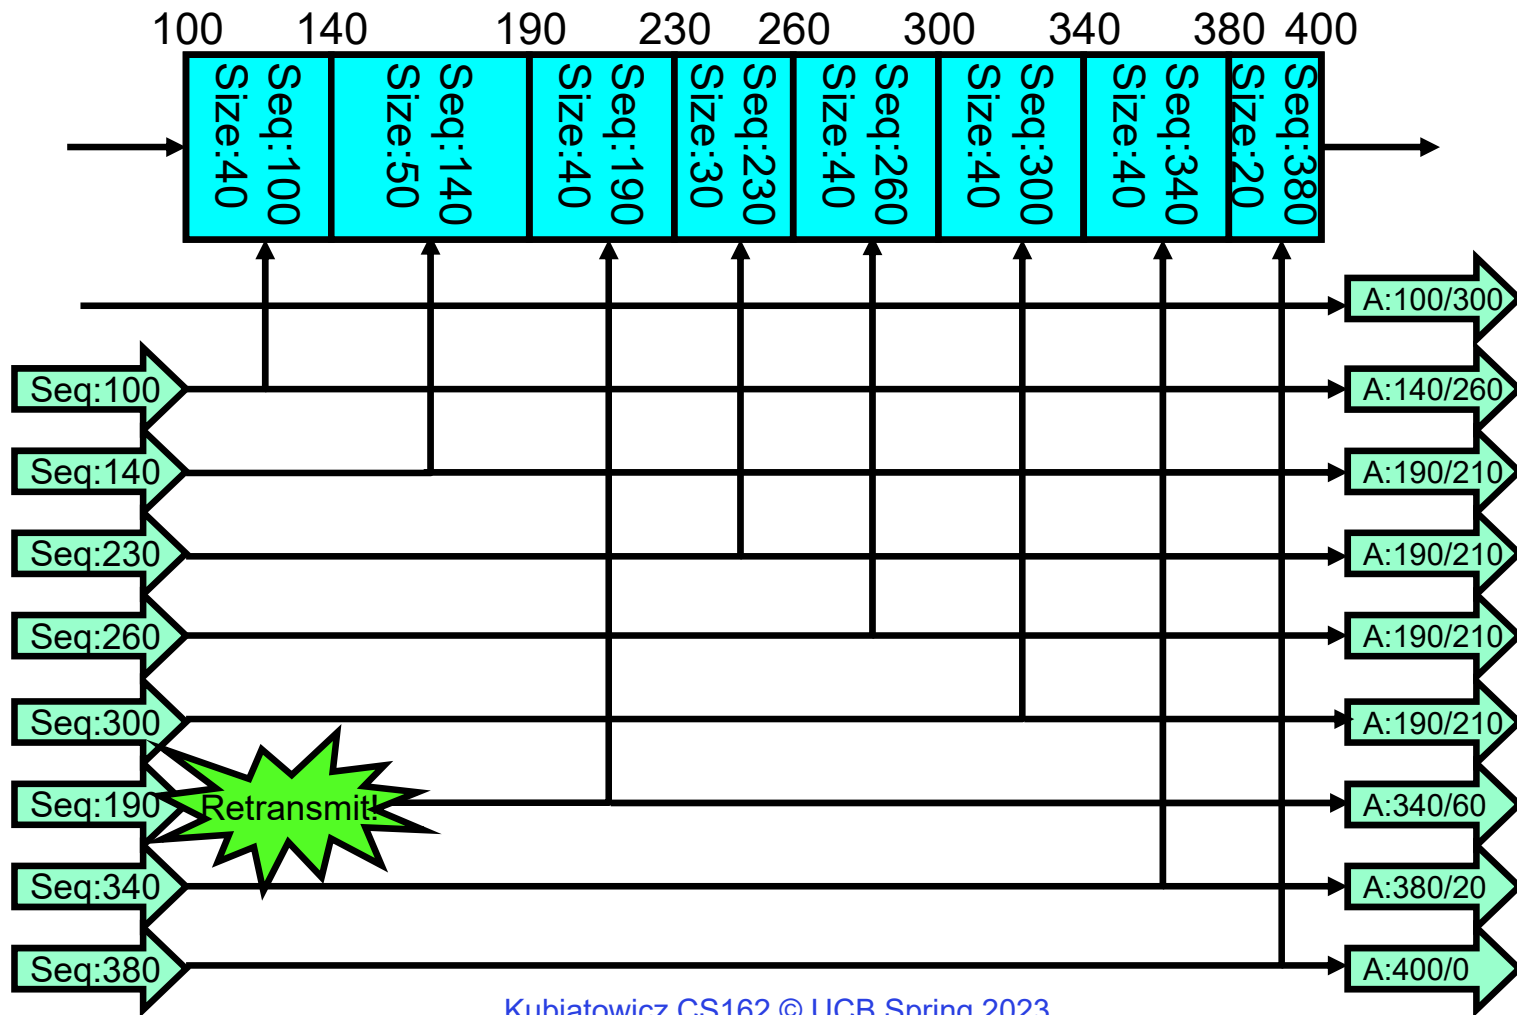 100 140 190 230 260 300 340 380 400
Seq:100
Size:40
Seq:140
Size:50
Seq:190
Size:40
Seq:230
Size:30
Seq:260
Size:40
Seq:300
Size:40
Seq:340
Size:40
Seq:380
Size:20
A:100/300
Seq:100 A:140/260
Seq:140 A:190/210
Seq:230 A:190/210
Seq:260 A:190/210
Seq:300 A:190/210
Seq:190 Retransmit! A:340/60
Seq:340 A:380/20
Seq:380 A:400/0
Kubiatowicz CS162 © UCB Spring 2023